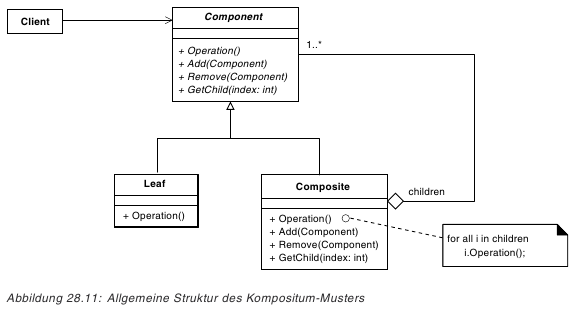 Client
Component
+ Operation()
+ Add(Component)
+ Remove(Component)
+ GetChild(index: int)
1..*
Leaf
+ Operation()
Composite
+ Operation()
+ Add(Component)
+ Remove(Component)
+ GetChild(index: int)
children
for all i in children
i.Operation();
Abbildung 28.11: Allgemeine Struktur des Kompositum-Musters